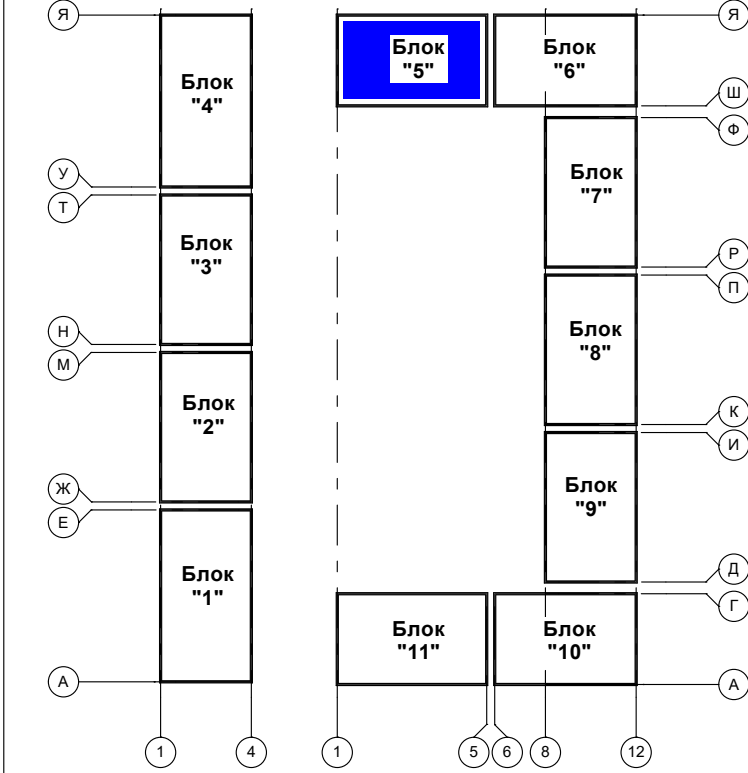 Я
Я
Блок
"4"
Блок
"5"
Блок
"6"
Ш
Ф
У
Т
Блок
"7"
Блок
"3"
Р
П
Н
М
Блок
"8"
Блок
"2"
К
И
Ж
Е
Блок
"9"
Д
Г
Блок
"1"
Блок
"11"
Блок
"10"
А
А
1
4
1
5
6
8
12